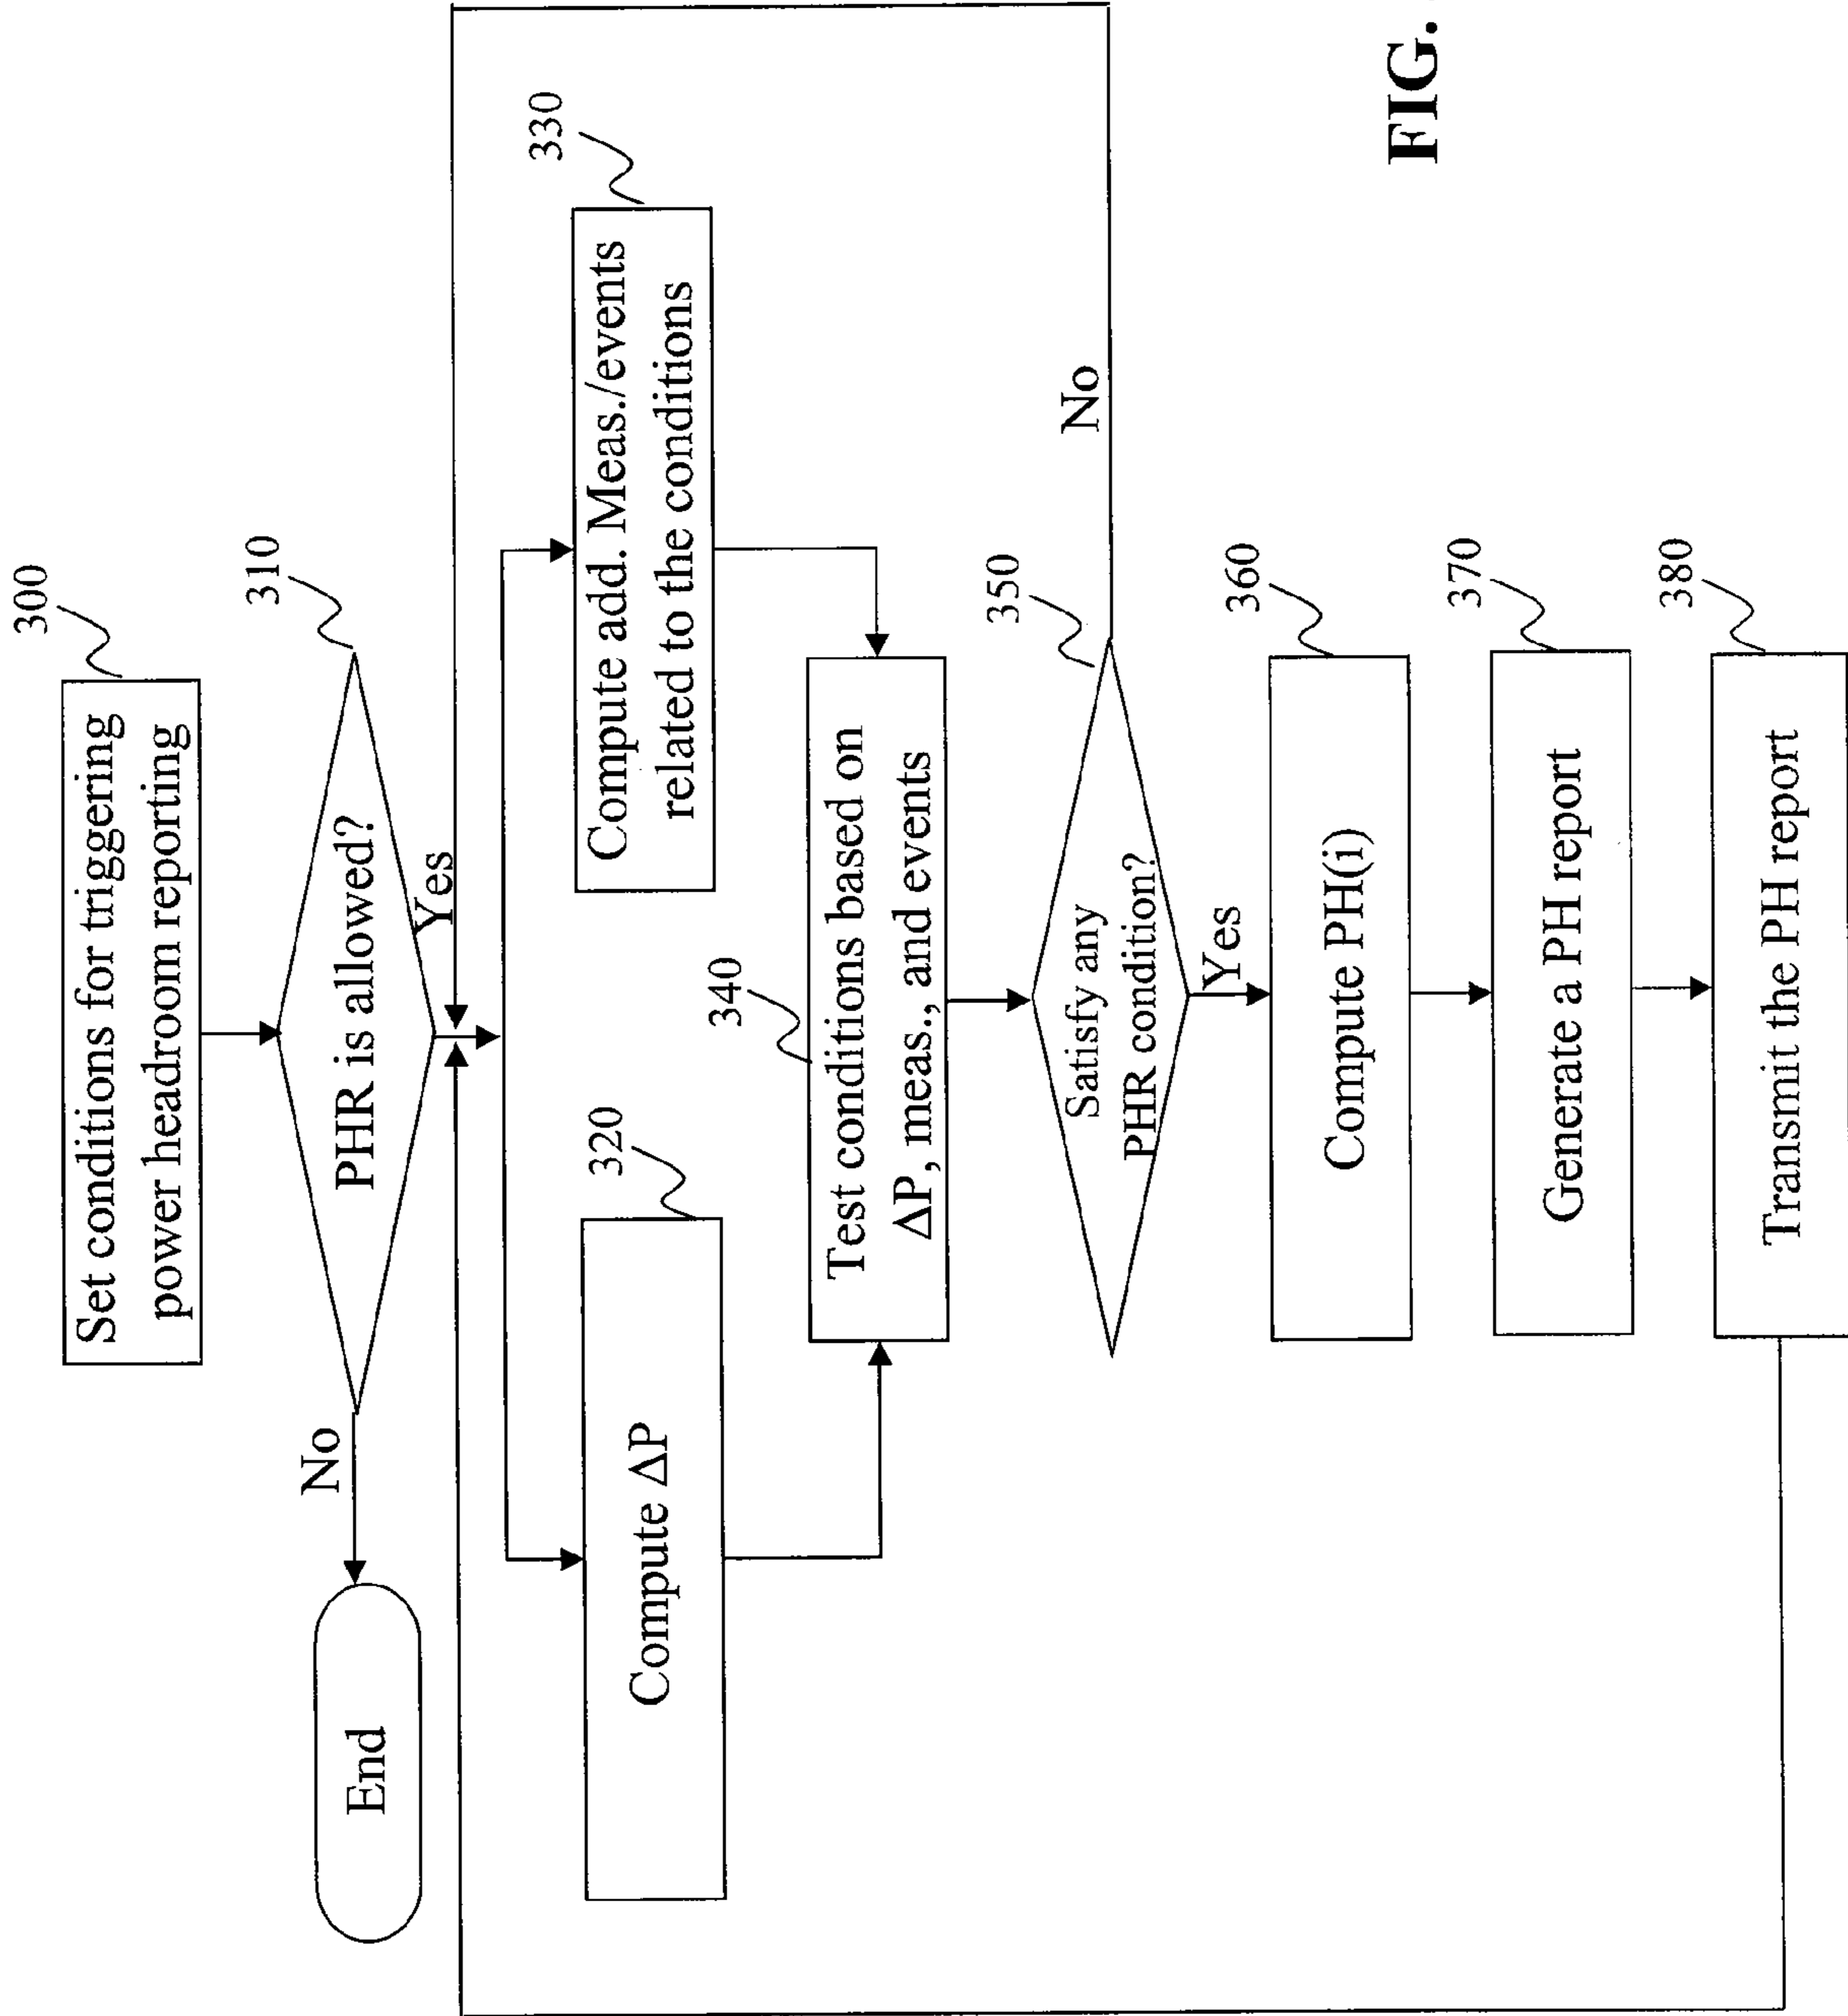 300
Set conditions for triggering
power headroom reporting
310
PHR is allowed?
No
End
Yes
320
Compute ΔP
330
Compute add. Meas./events
related to the conditions
340
Test conditions based on
ΔP, meas., and events
350
Satisfy any
PHR condition?
No
Yes
360
Compute PH(i)
370
Generate a PH report
380
Transmit the PH report
FIG.